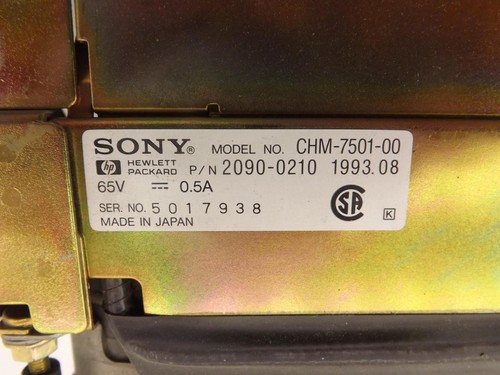 SONY® MODEL NO. CHM-7501-00
hp HEWLETT PACKARD P/N 2090-0210 1993.08
65V ⎓ 0.5A
SER. NO. 5017938
MADE IN JAPAN
SA
K